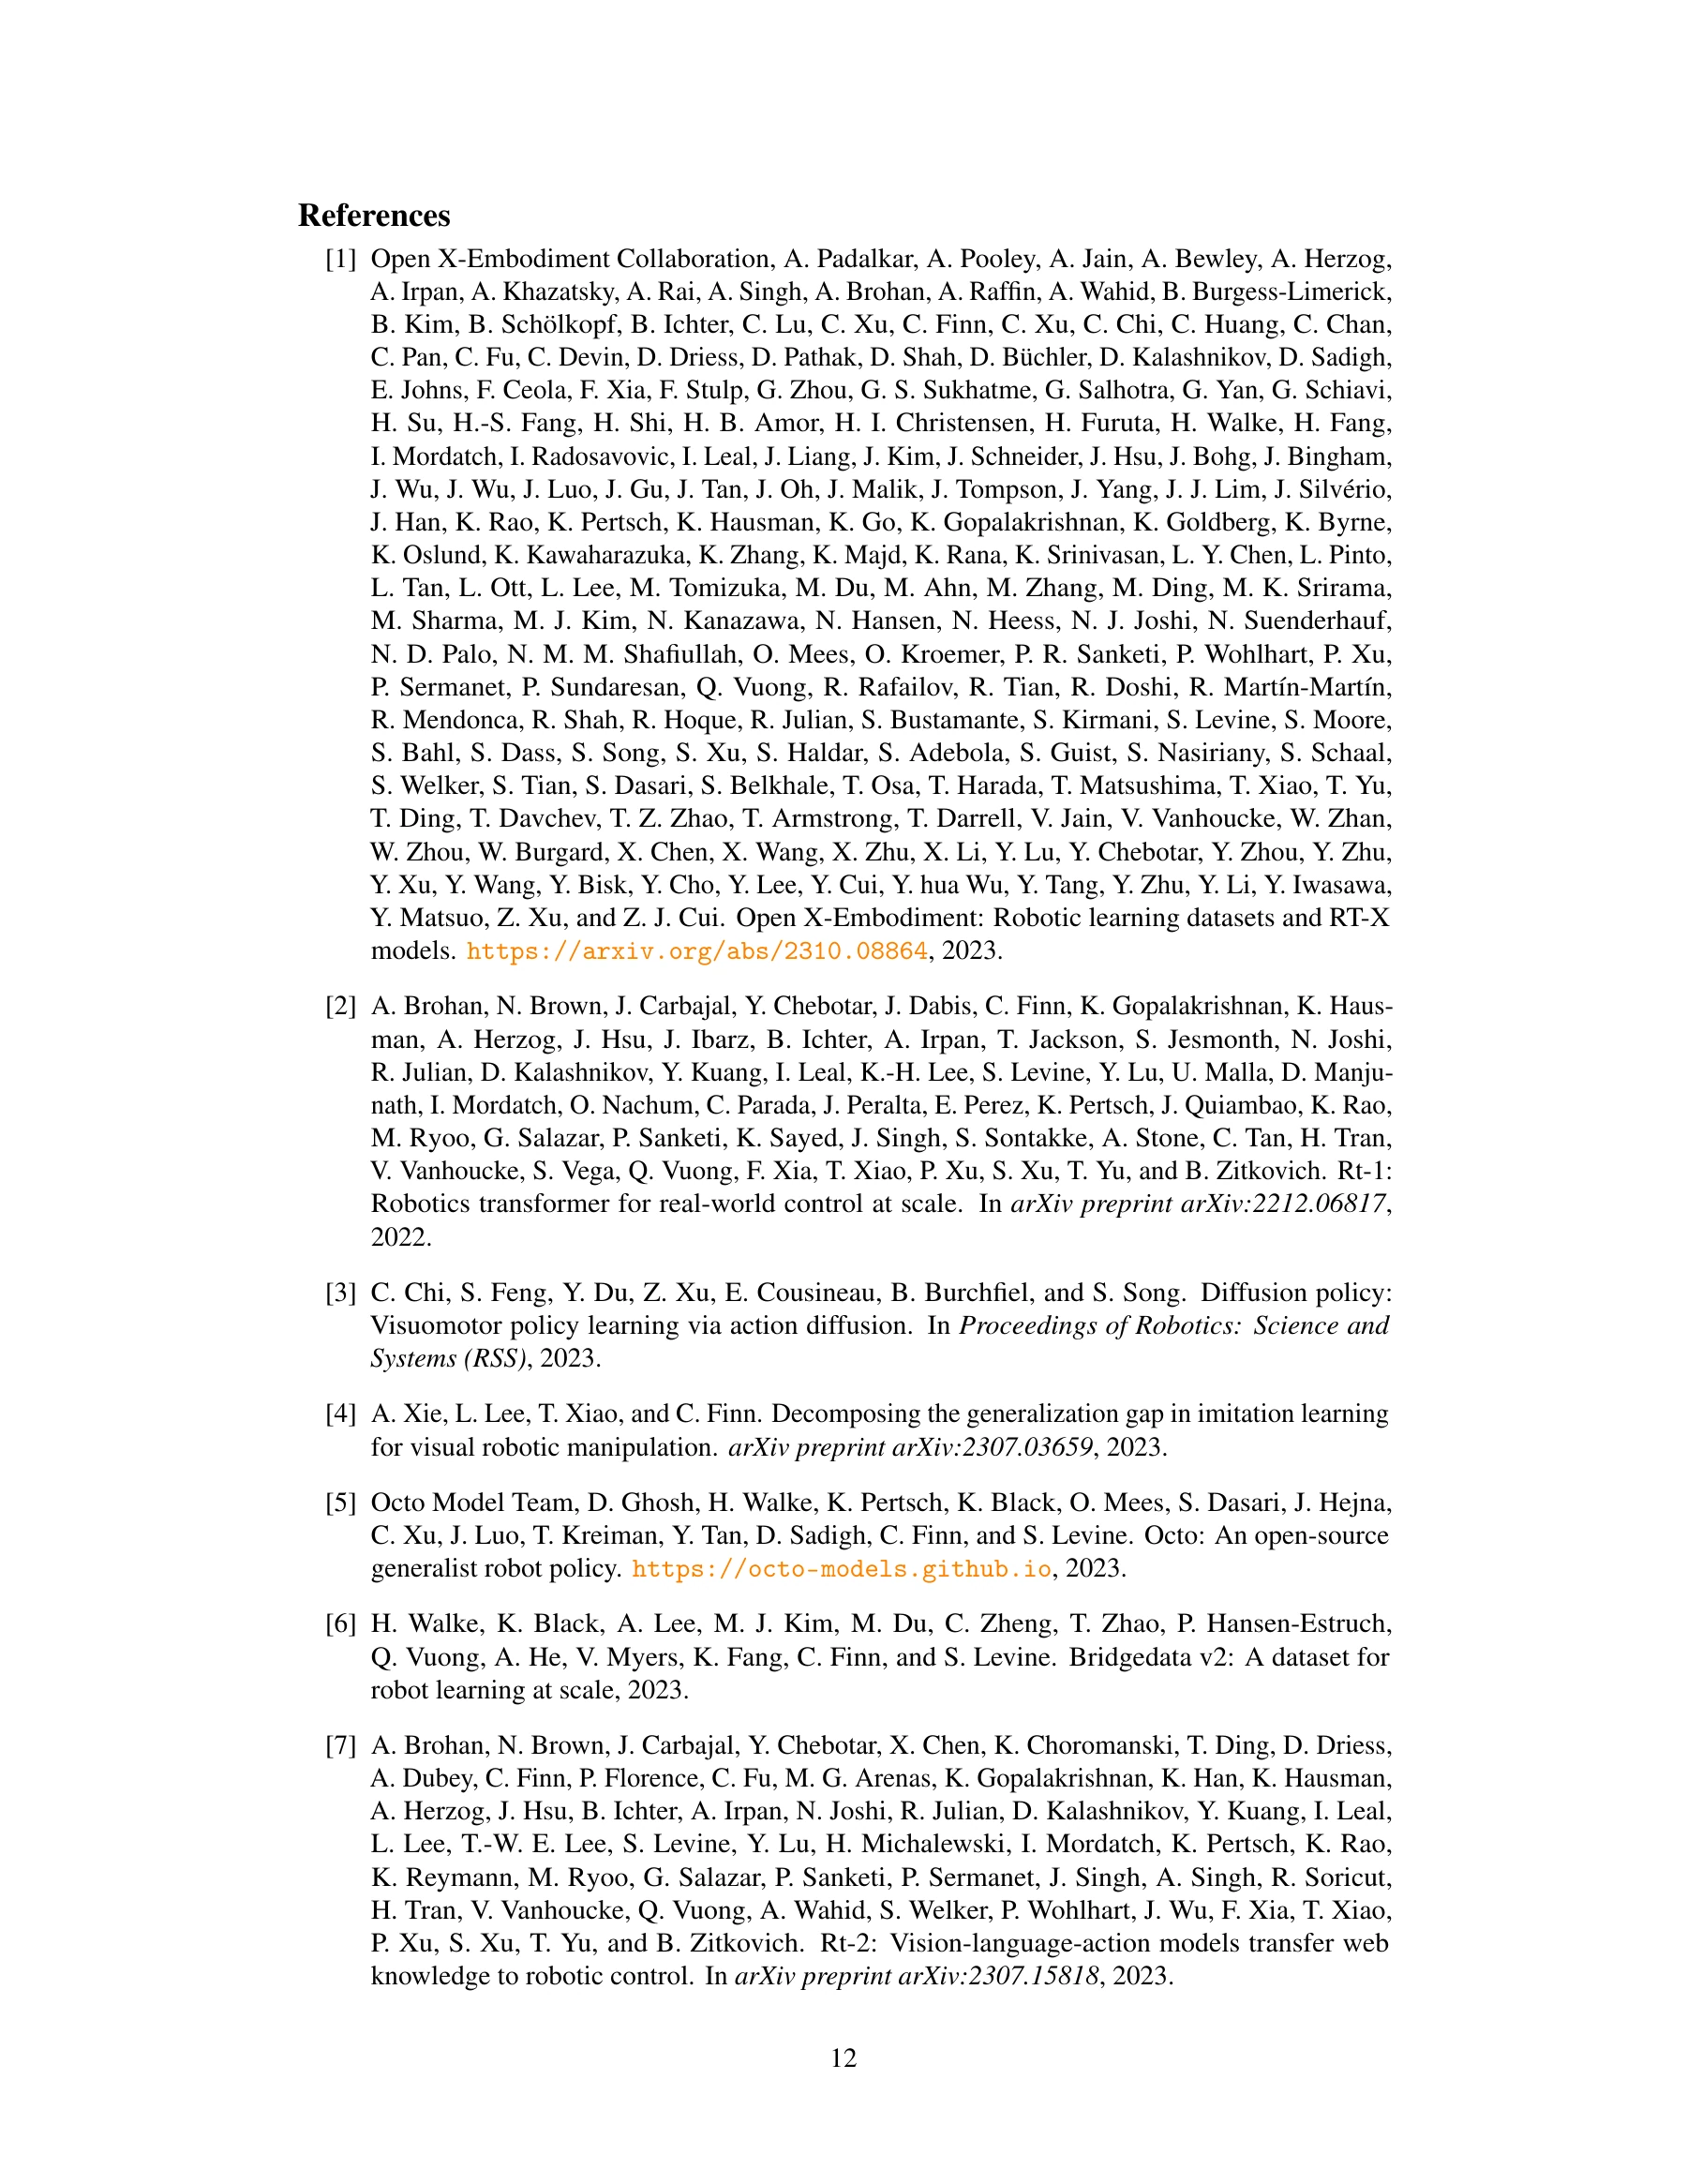 References
[1] Open X-Embodiment Collaboration, A. Padalkar, A. Pooley, A. Jain, A. Bewley, A. Herzog,
A. Irpan, A. Khazatsky, A. Rai, A. Singh, A. Brohan, A. Raffin, A. Wahid, B. Burgess-Limerick,
B. Kim, B. Schölkopf, B. Ichter, C. Lu, C. Xu, C. Finn, C. Xu, C. Chi, C. Huang, C. Chan,
C. Pan, C. Fu, C. Devin, D. Driess, D. Pathak, D. Shah, D. Büchler, D. Kalashnikov, D. Sadigh,
E. Johns, F. Ceola, F. Xia, F. Stulp, G. Zhou, G. S. Sukhatme, G. Salhotra, G. Yan, G. Schiavi,
H. Su, H.-S. Fang, H. Shi, H. B. Amor, H. I. Christensen, H. Furuta, H. Walke, H. Fang,
I. Mordatch, I. Radosavovic, I. Leal, J. Liang, J. Kim, J. Schneider, J. Hsu, J. Bohg, J. Bingham,
J. Wu, J. Wu, J. Luo, J. Gu, J. Tan, J. Oh, J. Malik, J. Tompson, J. Yang, J. J. Lim, J. Silvério,
J. Han, K. Rao, K. Pertsch, K. Hausman, K. Go, K. Gopalakrishnan, K. Goldberg, K. Byrne,
K. Oslund, K. Kawaharazuka, K. Zhang, K. Majd, K. Rana, K. Srinivasan, L. Y. Chen, L. Pinto,
L. Tan, L. Ott, L. Lee, M. Tomizuka, M. Du, M. Ahn, M. Zhang, M. Ding, M. K. Srirama,
M. Sharma, M. J. Kim, N. Kanazawa, N. Hansen, N. Heess, N. J. Joshi, N. Suenderhauf,
N. D. Palo, N. M. M. Shafiullah, O. Mees, O. Kroemer, P. R. Sanketi, P. Wohlhart, P. Xu,
P. Sermanet, P. Sundaresan, Q. Vuong, R. Rafailov, R. Tian, R. Doshi, R. Martín-Martín,
R. Mendonca, R. Shah, R. Hoque, R. Julian, S. Bustamante, S. Kirmani, S. Levine, S. Moore,
S. Bahl, S. Dass, S. Song, S. Xu, S. Haldar, S. Adebola, S. Guist, S. Nasiriany, S. Schaal,
S. Welker, S. Tian, S. Dasari, S. Belkhale, T. Osa, T. Harada, T. Matsushima, T. Xiao, T. Yu,
T. Ding, T. Davchev, T. Z. Zhao, T. Armstrong, T. Darrell, V. Jain, V. Vanhoucke, W. Zhan,
W. Zhou, W. Burgard, X. Chen, X. Wang, X. Zhu, X. Li, Y. Lu, Y. Chebotar, Y. Zhou, Y. Zhu,
Y. Xu, Y. Wang, Y. Bisk, Y. Cho, Y. Lee, Y. Cui, Y. hua Wu, Y. Tang, Y. Zhu, Y. Li, Y. Iwasawa,
Y. Matsuo, Z. Xu, and Z. J. Cui. Open X-Embodiment: Robotic learning datasets and RT-X
models. https://arxiv.org/abs/2310.08864, 2023.
[2] A. Brohan, N. Brown, J. Carbajal, Y. Chebotar, J. Dabis, C. Finn, K. Gopalakrishnan, K. Haus-
man, A. Herzog, J. Hsu, J. Ibarz, B. Ichter, A. Irpan, T. Jackson, S. Jesmonth, N. Joshi,
R. Julian, D. Kalashnikov, Y. Kuang, I. Leal, K.-H. Lee, S. Levine, Y. Lu, U. Malla, D. Manju-
nath, I. Mordatch, O. Nachum, C. Parada, J. Peralta, E. Perez, K. Pertsch, J. Quiambao, K. Rao,
M. Ryoo, G. Salazar, P. Sanketi, K. Sayed, J. Singh, S. Sontakke, A. Stone, C. Tan, H. Tran,
V. Vanhoucke, S. Vega, Q. Vuong, F. Xia, T. Xiao, P. Xu, S. Xu, T. Yu, and B. Zitkovich. Rt-1:
Robotics transformer for real-world control at scale. In arXiv preprint arXiv:2212.06817,
2022.
[3] C. Chi, S. Feng, Y. Du, Z. Xu, E. Cousineau, B. Burchfiel, and S. Song. Diffusion policy:
Visuomotor policy learning via action diffusion. In Proceedings of Robotics: Science and
Systems (RSS), 2023.
[4] A. Xie, L. Lee, T. Xiao, and C. Finn. Decomposing the generalization gap in imitation learning
for visual robotic manipulation. arXiv preprint arXiv:2307.03659, 2023.
[5] Octo Model Team, D. Ghosh, H. Walke, K. Pertsch, K. Black, O. Mees, S. Dasari, J. Hejna,
C. Xu, J. Luo, T. Kreiman, Y. Tan, D. Sadigh, C. Finn, and S. Levine. Octo: An open-source
generalist robot policy. https://octo-models.github.io, 2023.
[6] H. Walke, K. Black, A. Lee, M. J. Kim, M. Du, C. Zheng, T. Zhao, P. Hansen-Estruch,
Q. Vuong, A. He, V. Myers, K. Fang, C. Finn, and S. Levine. Bridgedata v2: A dataset for
robot learning at scale, 2023.
[7] A. Brohan, N. Brown, J. Carbajal, Y. Chebotar, X. Chen, K. Choromanski, T. Ding, D. Driess,
A. Dubey, C. Finn, P. Florence, C. Fu, M. G. Arenas, K. Gopalakrishnan, K. Han, K. Hausman,
A. Herzog, J. Hsu, B. Ichter, A. Irpan, N. Joshi, R. Julian, D. Kalashnikov, Y. Kuang, I. Leal,
L. Lee, T.-W. E. Lee, S. Levine, Y. Lu, H. Michalewski, I. Mordatch, K. Pertsch, K. Rao,
K. Reymann, M. Ryoo, G. Salazar, P. Sanketi, P. Sermanet, J. Singh, A. Singh, R. Soricut,
H. Tran, V. Vanhoucke, Q. Vuong, A. Wahid, S. Welker, P. Wohlhart, J. Wu, F. Xia, T. Xiao,
P. Xu, S. Xu, T. Yu, and B. Zitkovich. Rt-2: Vision-language-action models transfer web
knowledge to robotic control. In arXiv preprint arXiv:2307.15818, 2023.
12